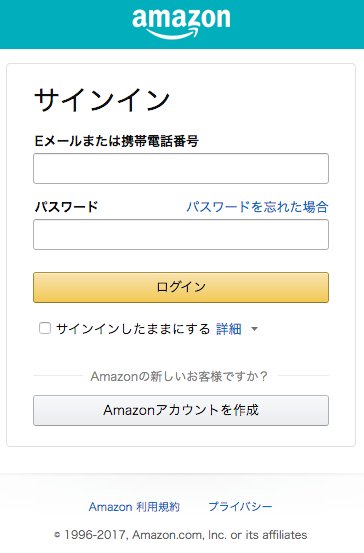 amazon
サインイン
Eメールまたは携帯電話番号
パスワード パスワードを忘れた場合
ログイン
サインインしたままにする 詳細
Amazonの新しいお客様ですか？
Amazonアカウントを作成
Amazon 利用規約 プライバシー
© 1996-2017, Amazon.com, Inc. or its affiliates